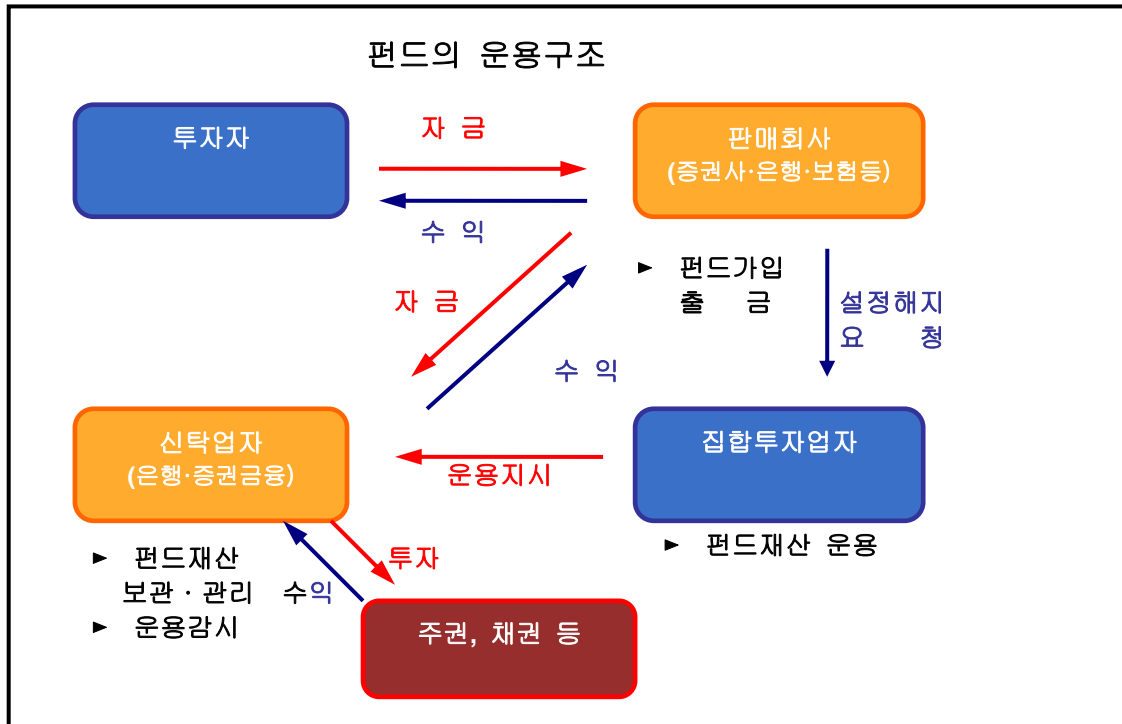 펀드의 운용구조
투자자
자 금
판매회사
(증권사·은행·보험등)
수 익
► 펀드가입
출 금
자 금
설정해지
요 청
수 익
신탁업자
(은행·증권금융)
운용지시
집합투자업자
► 펀드재산 운용
► 펀드재산
보관 · 관리
► 운용감시
수익
투자
주권, 채권 등